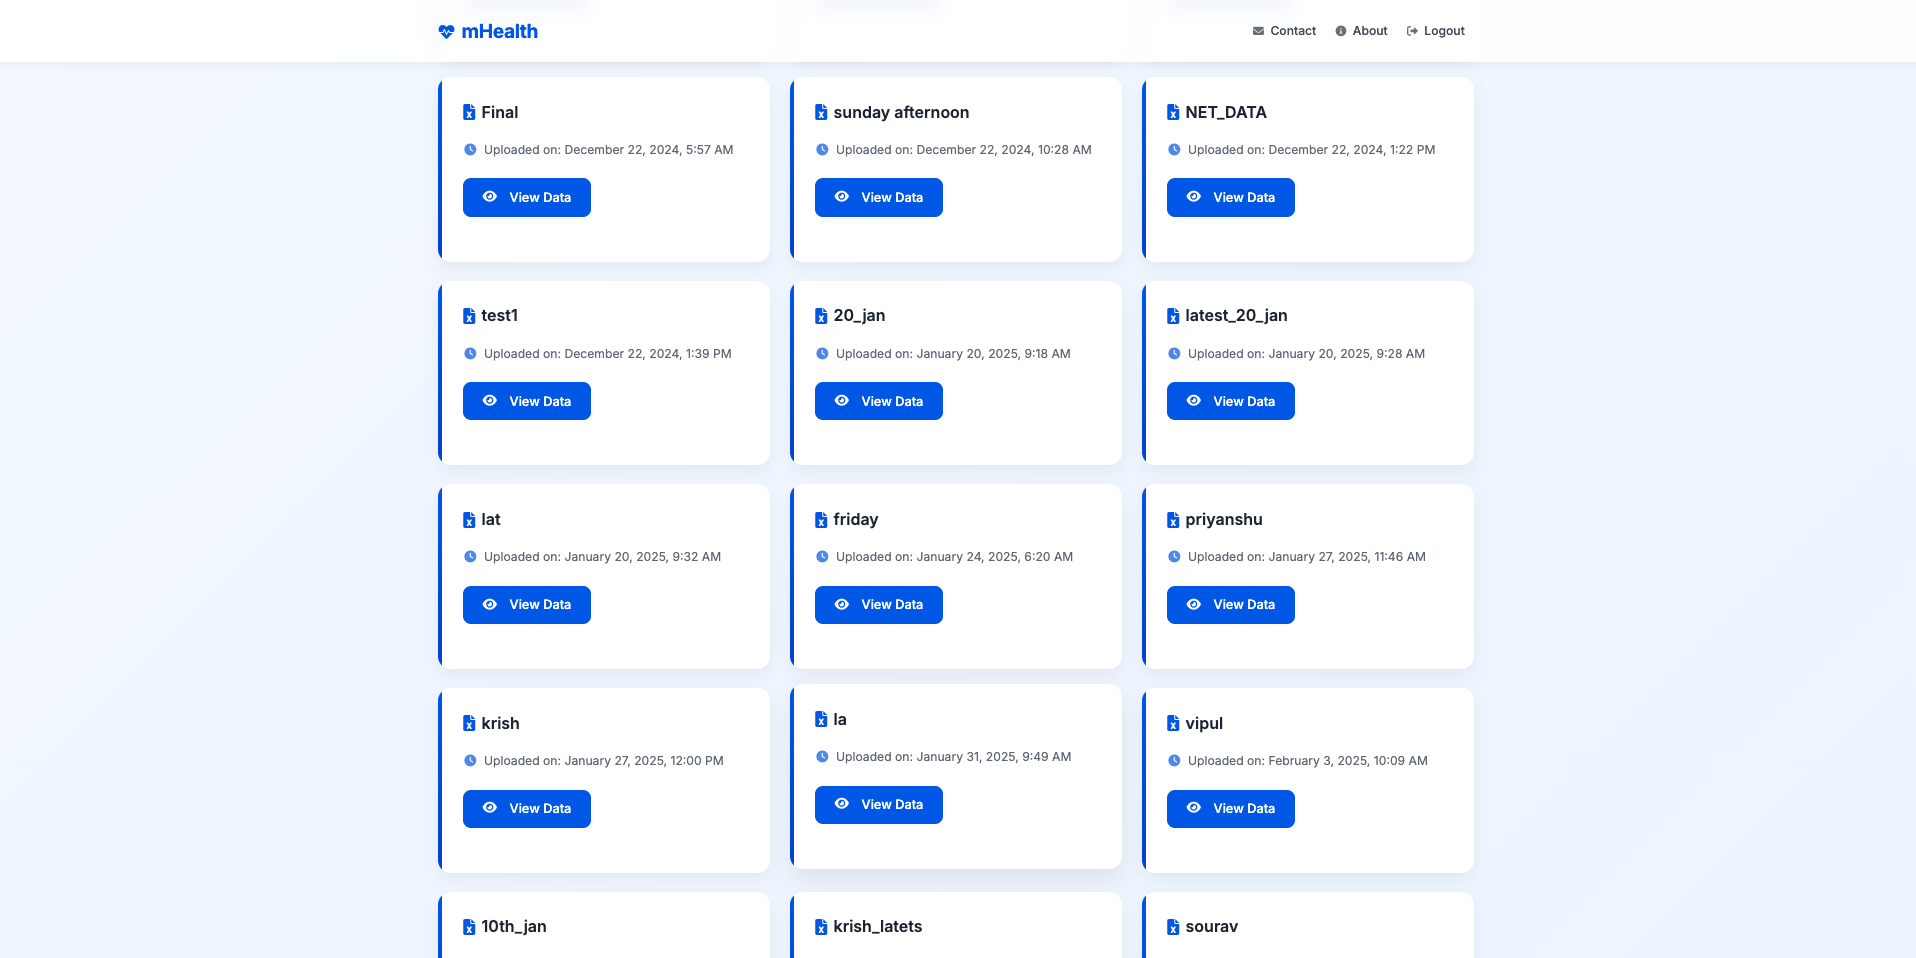 mHealth
Contact About Logout
Final
Uploaded on: December 22, 2024, 5:57 AM
View Data
sunday afternoon
Uploaded on: December 22, 2024, 10:28 AM
View Data
NET_DATA
Uploaded on: December 22, 2024, 1:22 PM
View Data
test1
Uploaded on: December 22, 2024, 1:39 PM
View Data
20_jan
Uploaded on: January 20, 2025, 9:18 AM
View Data
latest_20_jan
Uploaded on: January 20, 2025, 9:28 AM
View Data
lat
Uploaded on: January 20, 2025, 9:32 AM
View Data
friday
Uploaded on: January 24, 2025, 6:20 AM
View Data
priyanshu
Uploaded on: January 27, 2025, 11:46 AM
View Data
krish
Uploaded on: January 27, 2025, 12:00 PM
View Data
la
Uploaded on: January 31, 2025, 9:49 AM
View Data
vipul
Uploaded on: February 3, 2025, 10:09 AM
View Data
10th_jan
krish_latets
sourav